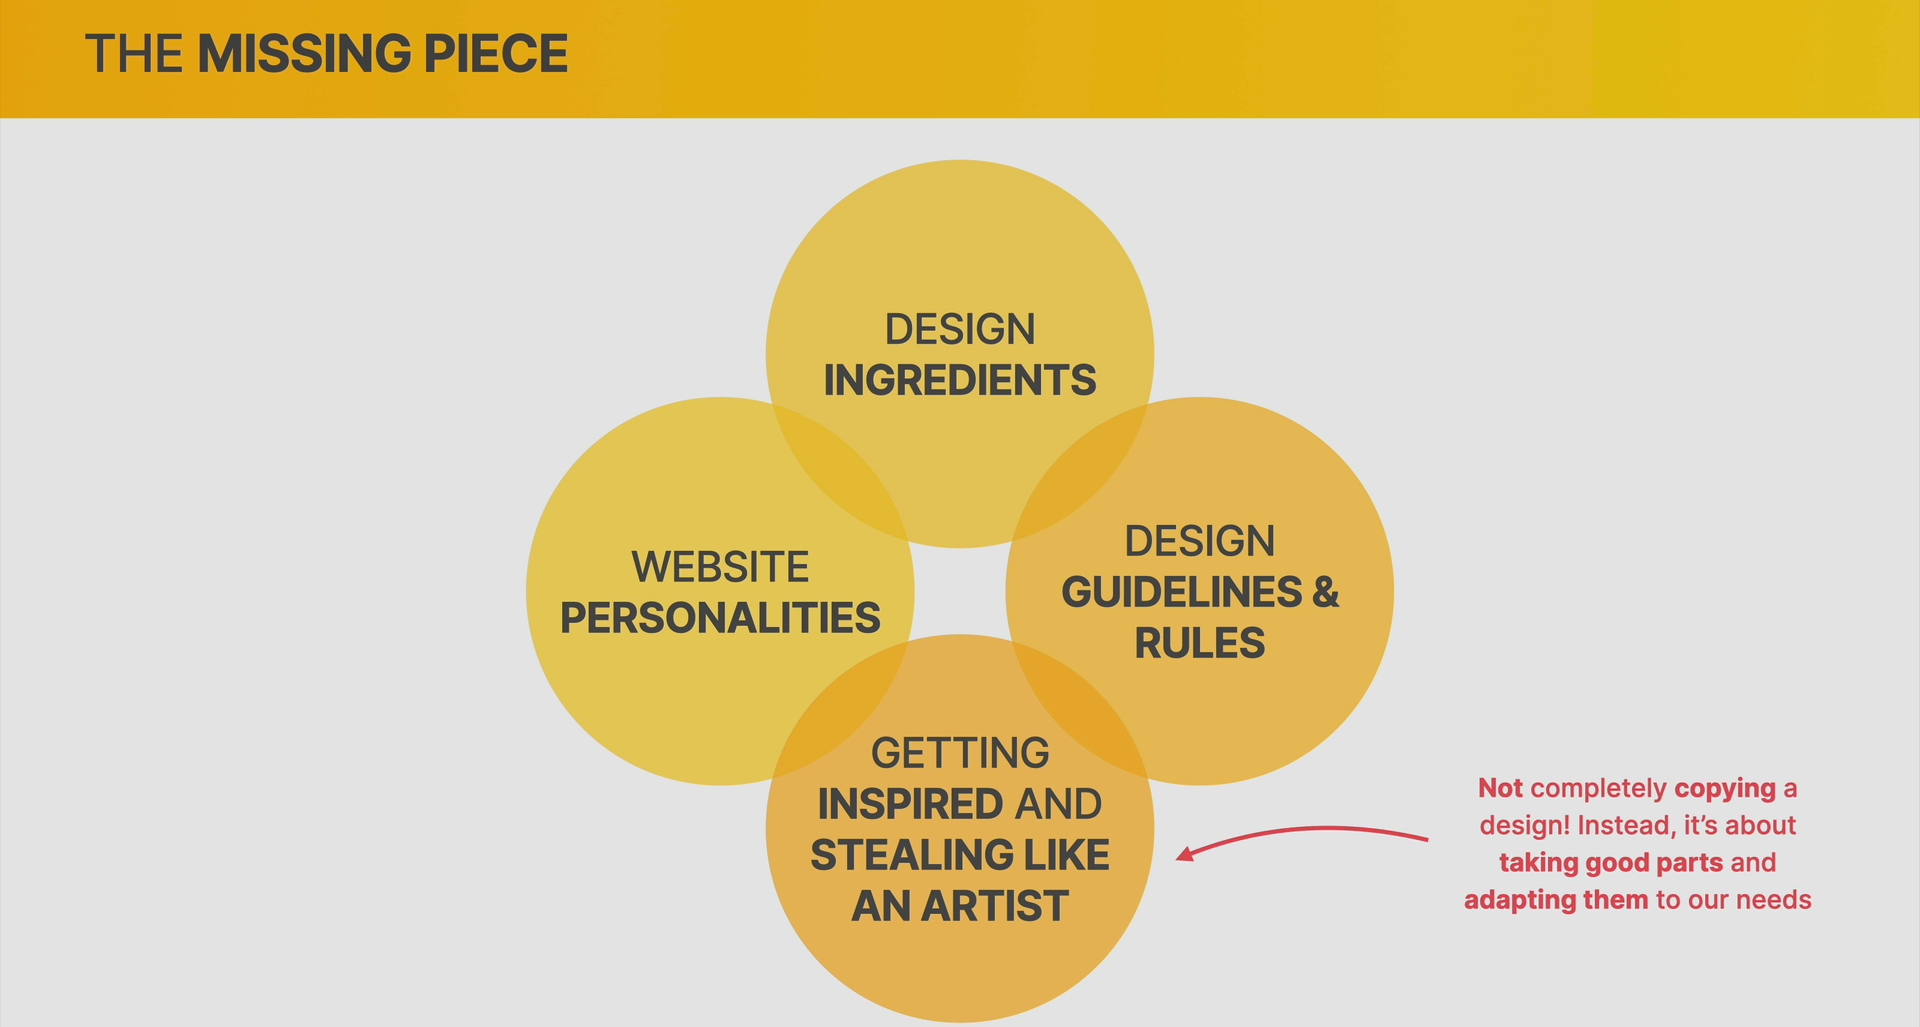 THE MISSING PIECE
DESIGN
INGREDIENTS
WEBSITE
PERSONALITIES
DESIGN
GUIDELINES &
RULES
GETTING
INSPIRED AND
STEALING LIKE
AN ARTIST
Not completely copying a
design! Instead, it’s about
taking good parts and
adapting them to our needs